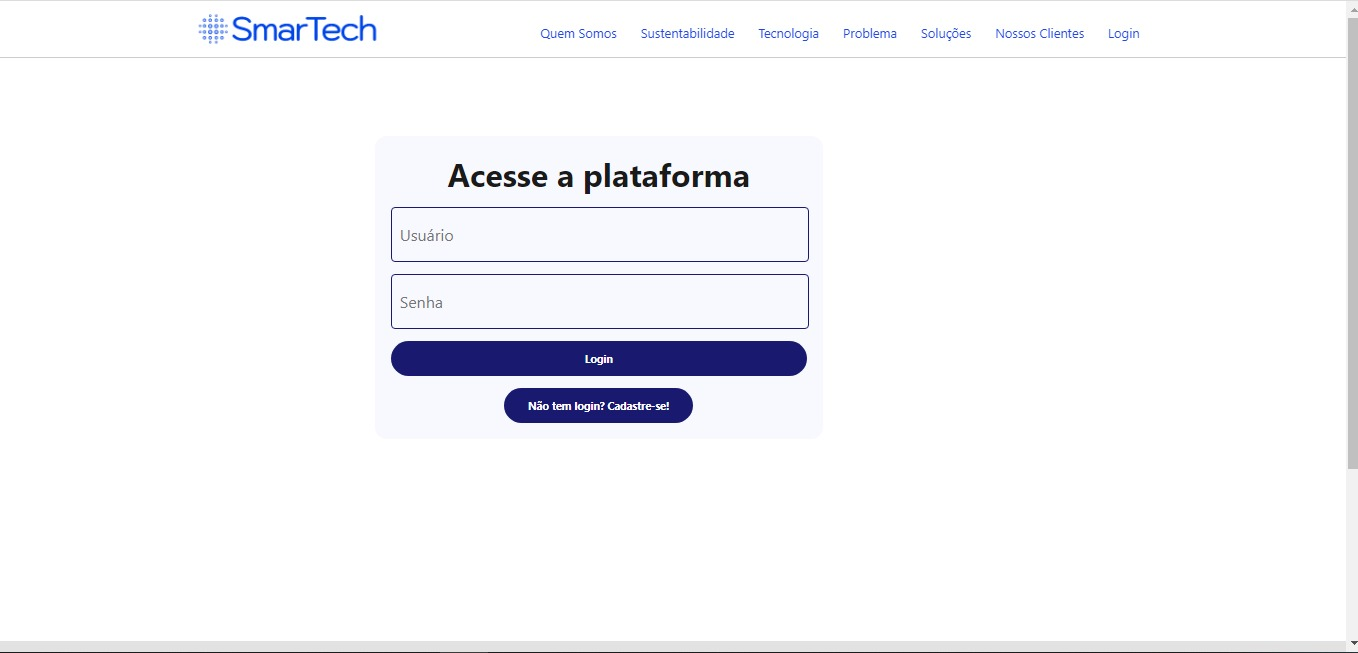 SmarTech
Quem Somos Sustentabilidade Tecnologia Problema Soluções Nossos Clientes Login
Acesse a plataforma
Usuário
Senha
Login
Não tem login? Cadastre-se!